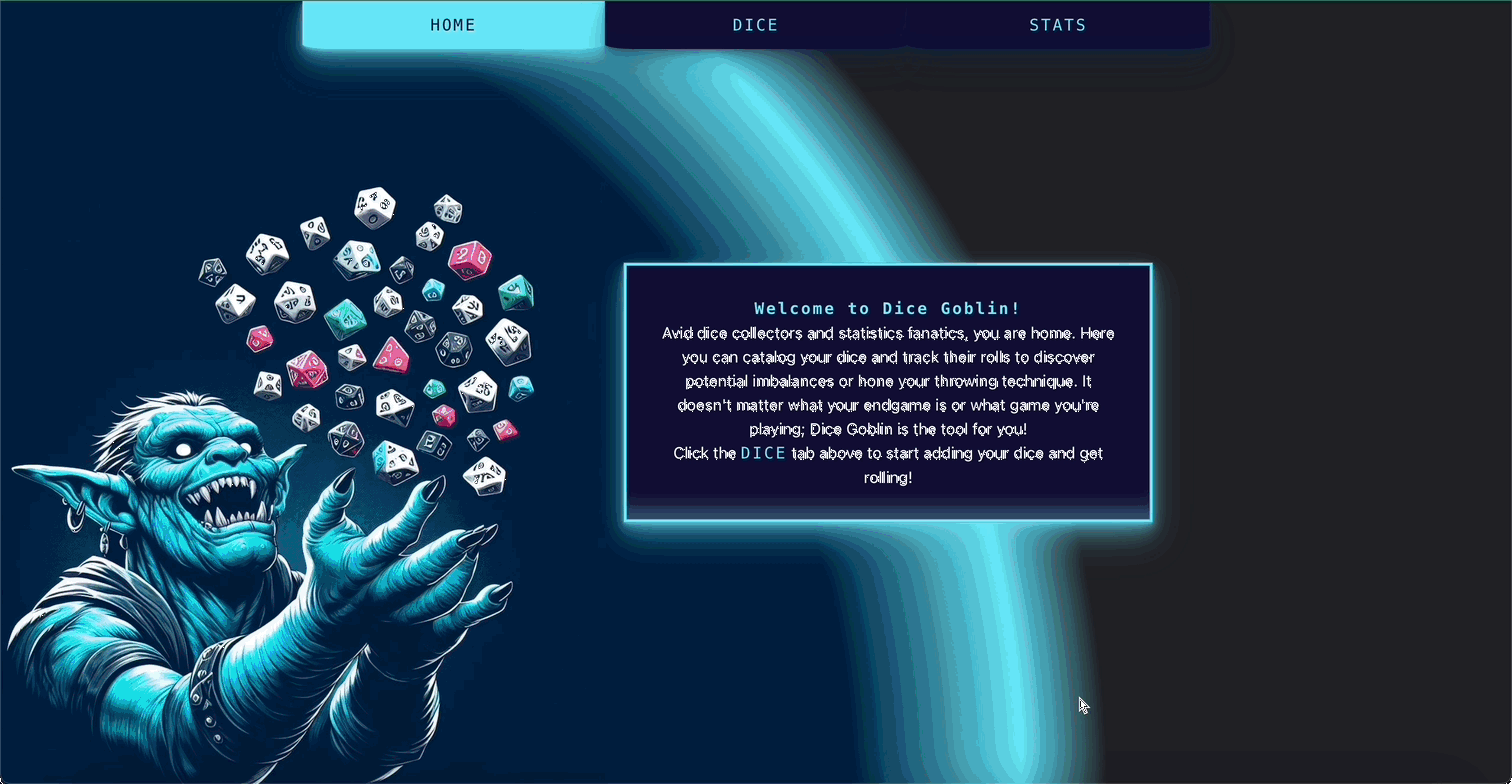 HOME
DICE
STATS
Welcome to Dice Goblin!
Avid dice collectors and statistics fanatics, you are home. Here
you can catalog your dice and track their rolls to discover
potential imbalances or hone your throwing technique. It
doesn't matter what your endgame is or what game you're
playing; Dice Goblin is the tool for you!
Click the DICE tab above to start adding your dice and get
rolling!